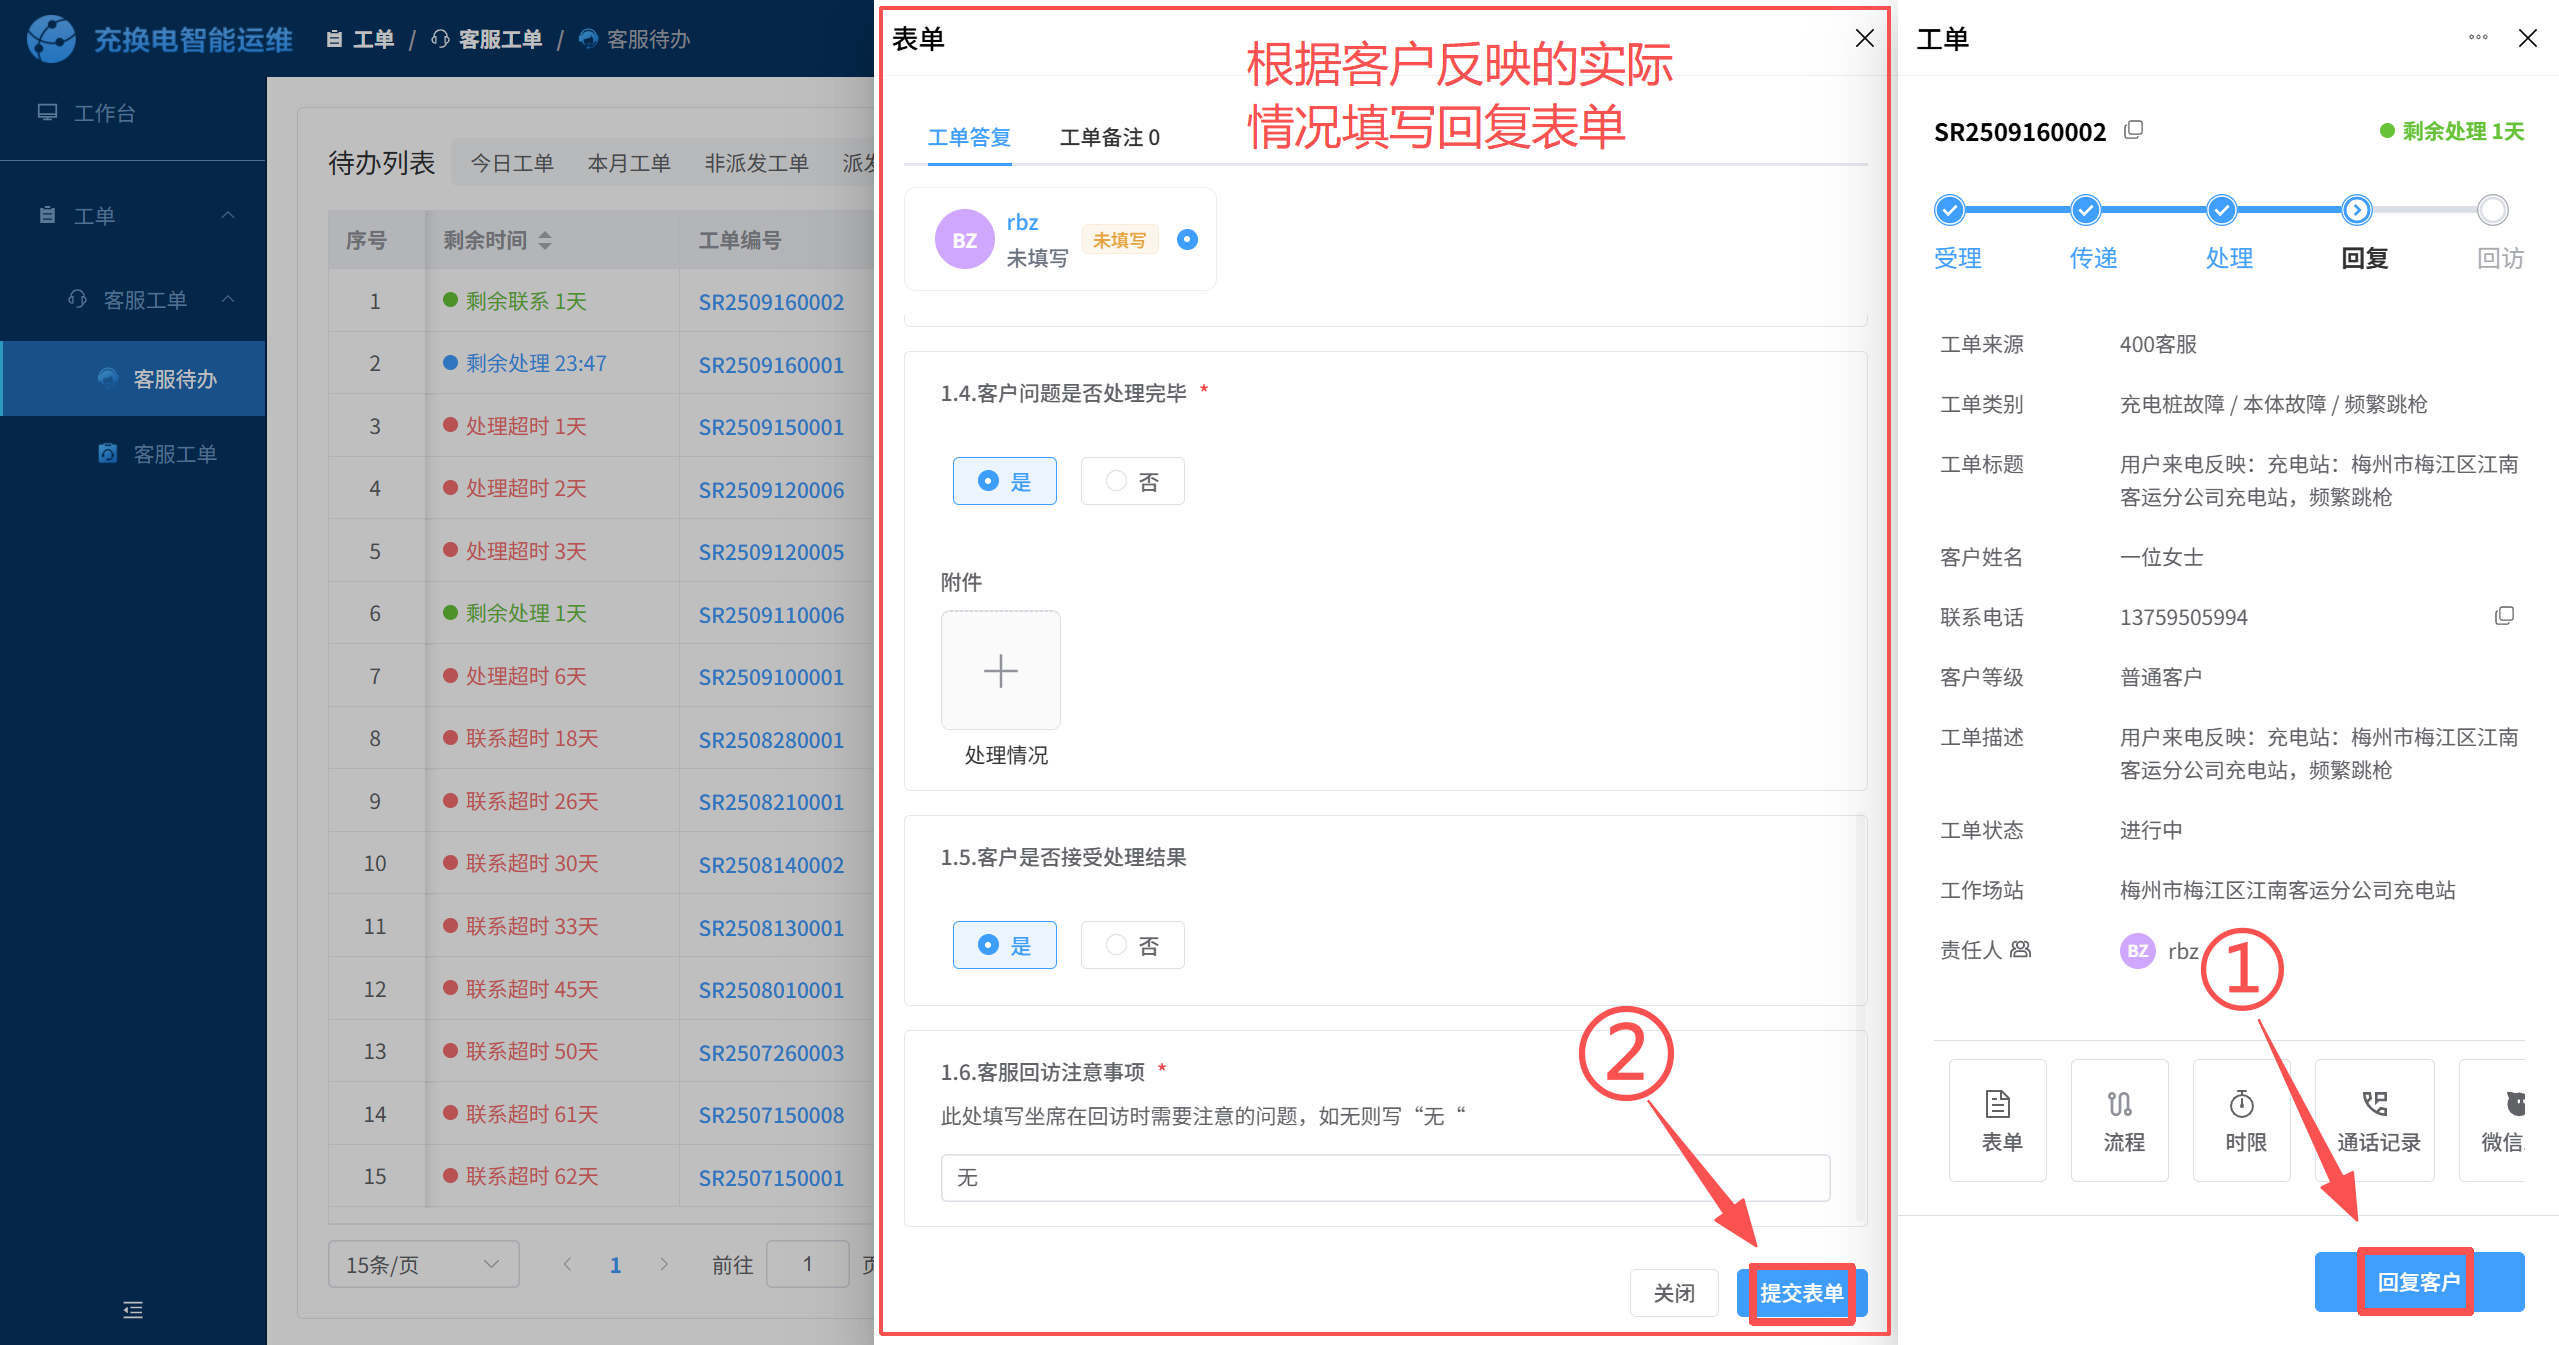 充换电智能运维
工单 / 客服工单 / 客服待办
工作台
工单
客服工单
客服待办
客服工单
待办列表 今日工单 本月工单 非派发工单 派发
序号 剩余时间 工单编号
1 剩余联系 1天 SR2509160002
2 剩余处理 23:47 SR2509160001
3 处理超时 1天 SR2509150001
4 处理超时 2天 SR2509120006
5 处理超时 3天 SR2509120005
6 剩余处理 1天 SR2509110006
7 处理超时 6天 SR2509100001
8 联系超时 18天 SR2508280001
9 联系超时 26天 SR2508210001
10 联系超时 30天 SR2508140002
11 联系超时 33天 SR2508130001
12 联系超时 45天 SR2508010001
13 联系超时 50天 SR2507260003
14 联系超时 61天 SR2507150008
15 联系超时 62天 SR2507150001
15条/页 1 前往 1 页
表单
根据客户反映的实际
情况填写回复表单
工单答复 工单备注 0
BZ rbz 未填写
未填写
1.4.客户问题是否处理完毕 *
是 否
附件
处理情况
1.5.客户是否接受处理结果
是 否
1.6.客服回访注意事项 *
此处填写坐席在回访时需要注意的问题，如无则写“无“
无
②
关闭 提交表单
工单
SR2509160002 剩余处理 1天
受理 传递 处理 回复 回访
工单来源 400客服
工单类别 充电桩故障 / 本体故障 / 频繁跳枪
工单标题 用户来电反映：充电站：梅州市梅江区江南
客运分公司充电站，频繁跳枪
客户姓名 一位女士
联系电话 13759505994
客户等级 普通客户
工单描述 用户来电反映：充电站：梅州市梅江区江南
客运分公司充电站，频繁跳枪
工单状态 进行中
工作场站 梅州市梅江区江南客运分公司充电站
责任人 BZ rbz
①
表单 流程 时限 通话记录 微信
回复客户